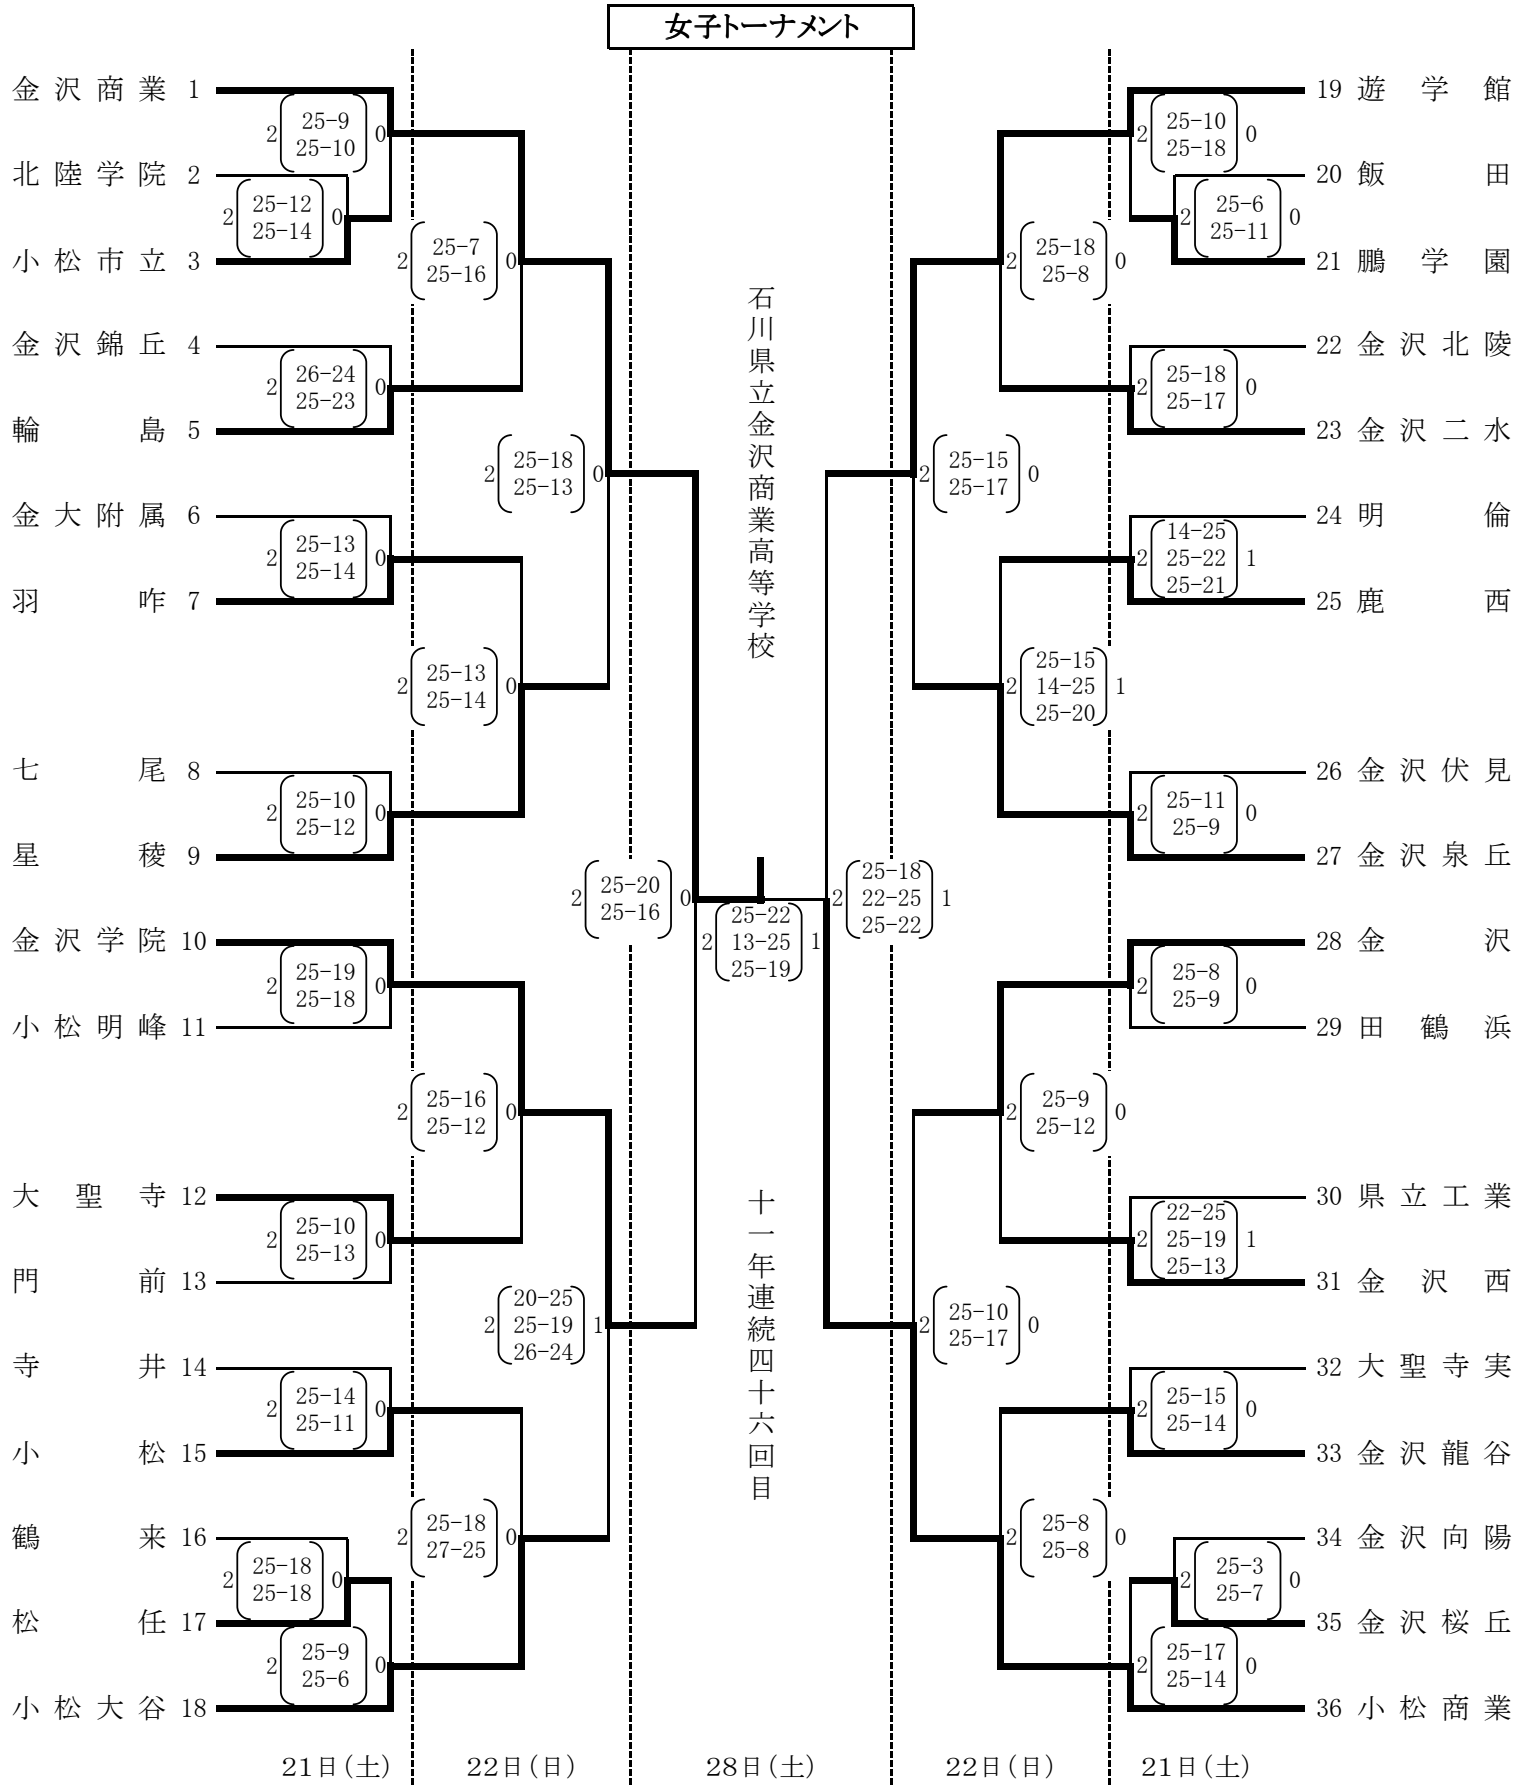 女子トーナメント
金沢商業 1
2 25-9 0
25-10
北陸学院 2
2 25-12 0
25-14
小松市立 3
2 25-7 0
25-16
金沢錦丘 4
2 26-24 0
25-23
輪島 5
2 25-18 0
25-13
金大附属 6
2 25-13 0
25-14
羽咋 7
2 25-13 0
25-14
七尾 8
2 25-10 0
25-12
星稜 9
2 25-20 0
25-16
金沢学院 10
2 25-19 0
25-18
小松明峰 11
2 25-16 0
25-12
大聖寺 12
2 25-10 0
25-13
門前 13
20-25
2 25-19 1
26-24
寺井 14
2 25-14 0
25-11
小松 15
2 25-18 0
27-25
鶴来 16
2 25-18 0
25-18
松任 17
2 25-9 0
25-6
小松大谷 18
石川県立金沢商業高等学校
25-22
2 13-25 1
25-19
十一年連続四十六回目
19 遊学館
2 25-10 0
25-18
20 飯田
2 25-6 0
25-11
21 鵬学園
2 25-18 0
25-8
22 金沢北陵
2 25-18 0
25-17
23 金沢二水
2 25-15 0
25-17
24 明倫
14-25
2 25-22 1
25-21
25 鹿西
25-15
2 14-25 1
25-20
26 金沢伏見
2 25-11 0
25-9
27 金沢泉丘
25-18
2 22-25 1
25-22
28 金沢
2 25-8 0
25-9
29 田鶴浜
2 25-9 0
25-12
30 県立工業
22-25
2 25-19 1
25-13
31 金沢西
2 25-10 0
25-17
32 大聖寺実
2 25-15 0
25-14
33 金沢龍谷
2 25-8 0
25-8
34 金沢向陽
2 25-3 0
25-7
35 金沢桜丘
2 25-17 0
25-14
36 小松商業
21日(土) 22日(日) 28日(土) 22日(日) 21日(土)